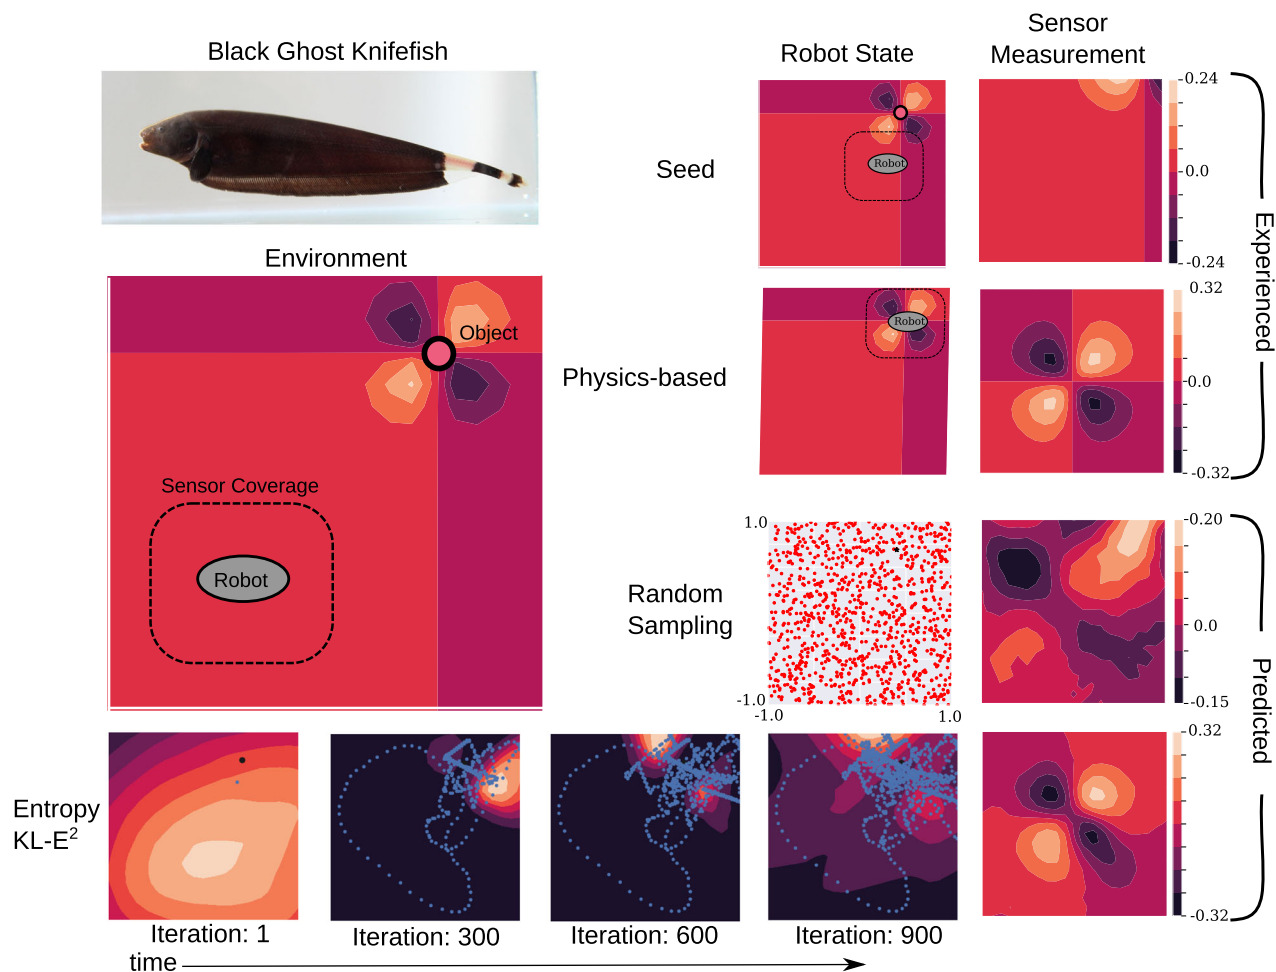 Black Ghost Knifefish
Robot State
Sensor
Measurement
Seed
Robot
0.24
0.0
-0.24
Experienced
Environment
Object
Sensor Coverage
Robot
Physics-based
Robot
0.32
0.0
-0.32
Random
Sampling
1.0
-1.0
-1.0
1.0
0.20
0.0
-0.15
Predicted
Entropy
KL-E²
0.32
-0.32
Iteration: 1
Iteration: 300
Iteration: 600
Iteration: 900
time